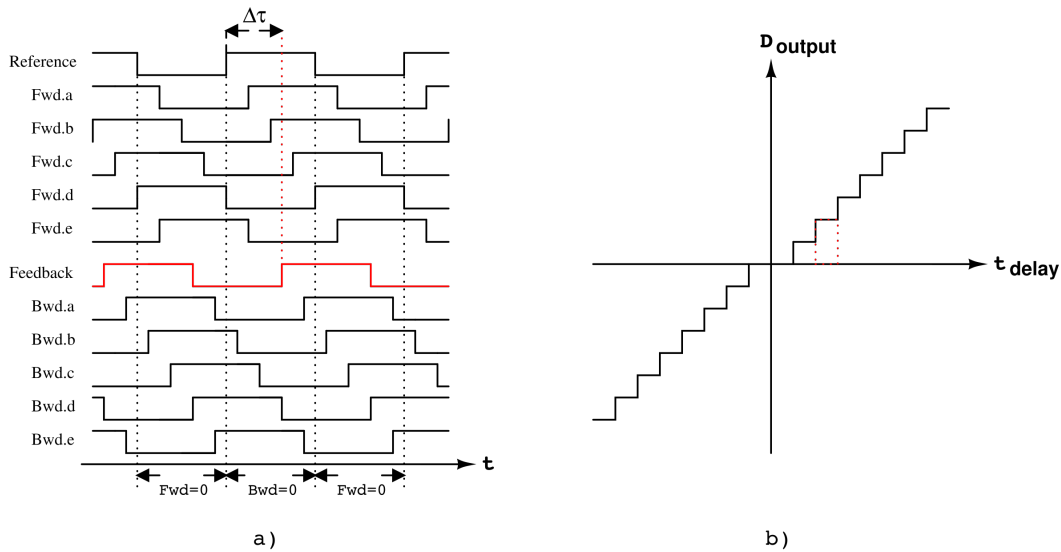 Δτ
Reference
Fwd.a
Fwd.b
Fwd.c
Fwd.d
Fwd.e
Feedback
Bwd.a
Bwd.b
Bwd.c
Bwd.d
Bwd.e
t
Fwd=0 Bwd=0 Fwd=0
a)
D output
t delay
b)